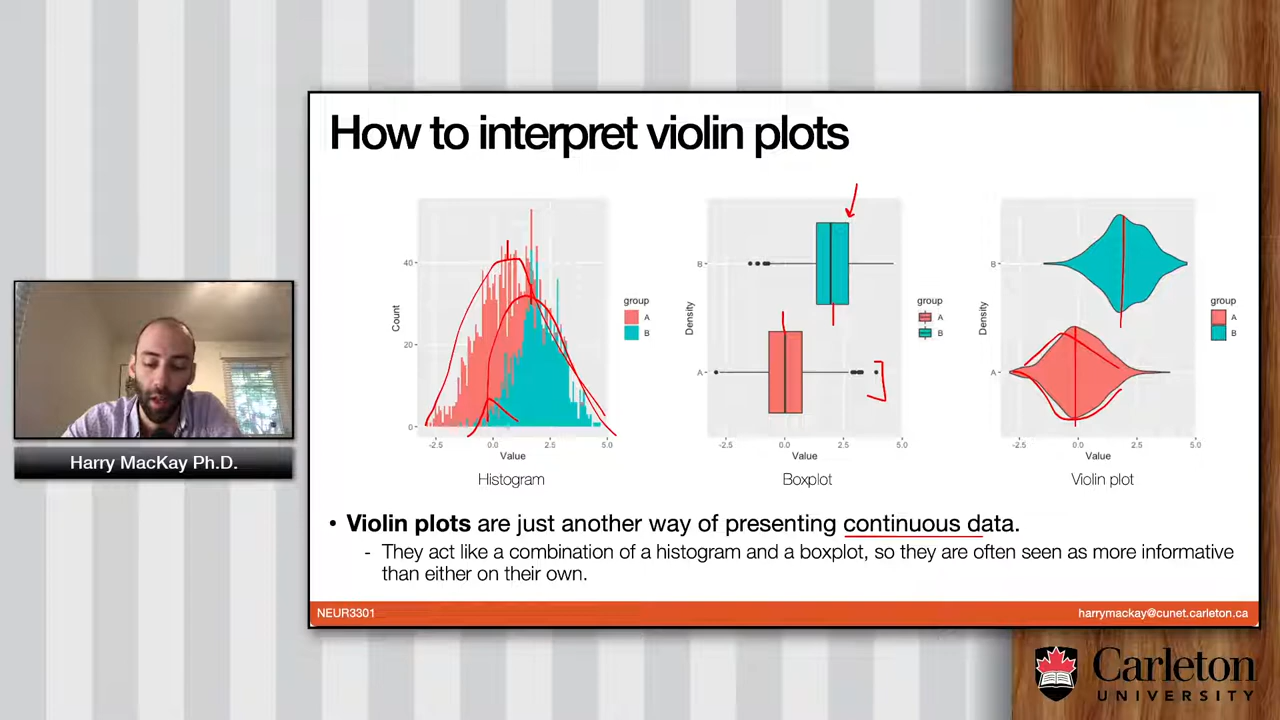 How to interpret violin plots
Count
40
20
0
-2.5
0.0
2.5
5.0
Value
group
A
B
Histogram
Density
B
A
-2.5
0.0
2.5
5.0
Value
group
A
B
Boxplot
Density
B
A
-2.5
0.0
2.5
5.0
Value
group
A
B
Violin plot
• Violin plots are just another way of presenting continuous data.
- They act like a combination of a histogram and a boxplot, so they are often seen as more informative
than either on their own.
NEUR3301
harrymackay@cunet.carleton.ca
Harry MacKay Ph.D.
Carleton
UNIVERSITY